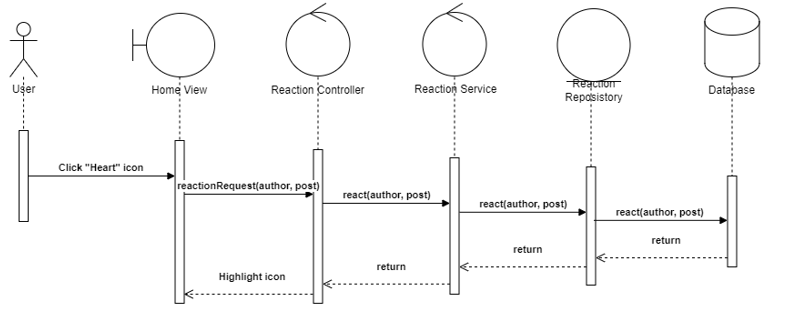 User
Home View
Reaction Controller
Reaction Service
Reaction
Reposistory
Database
Click "Heart" icon
reactionRequest(author, post)
react(author, post)
react(author, post)
react(author, post)
return
return
return
Highlight icon